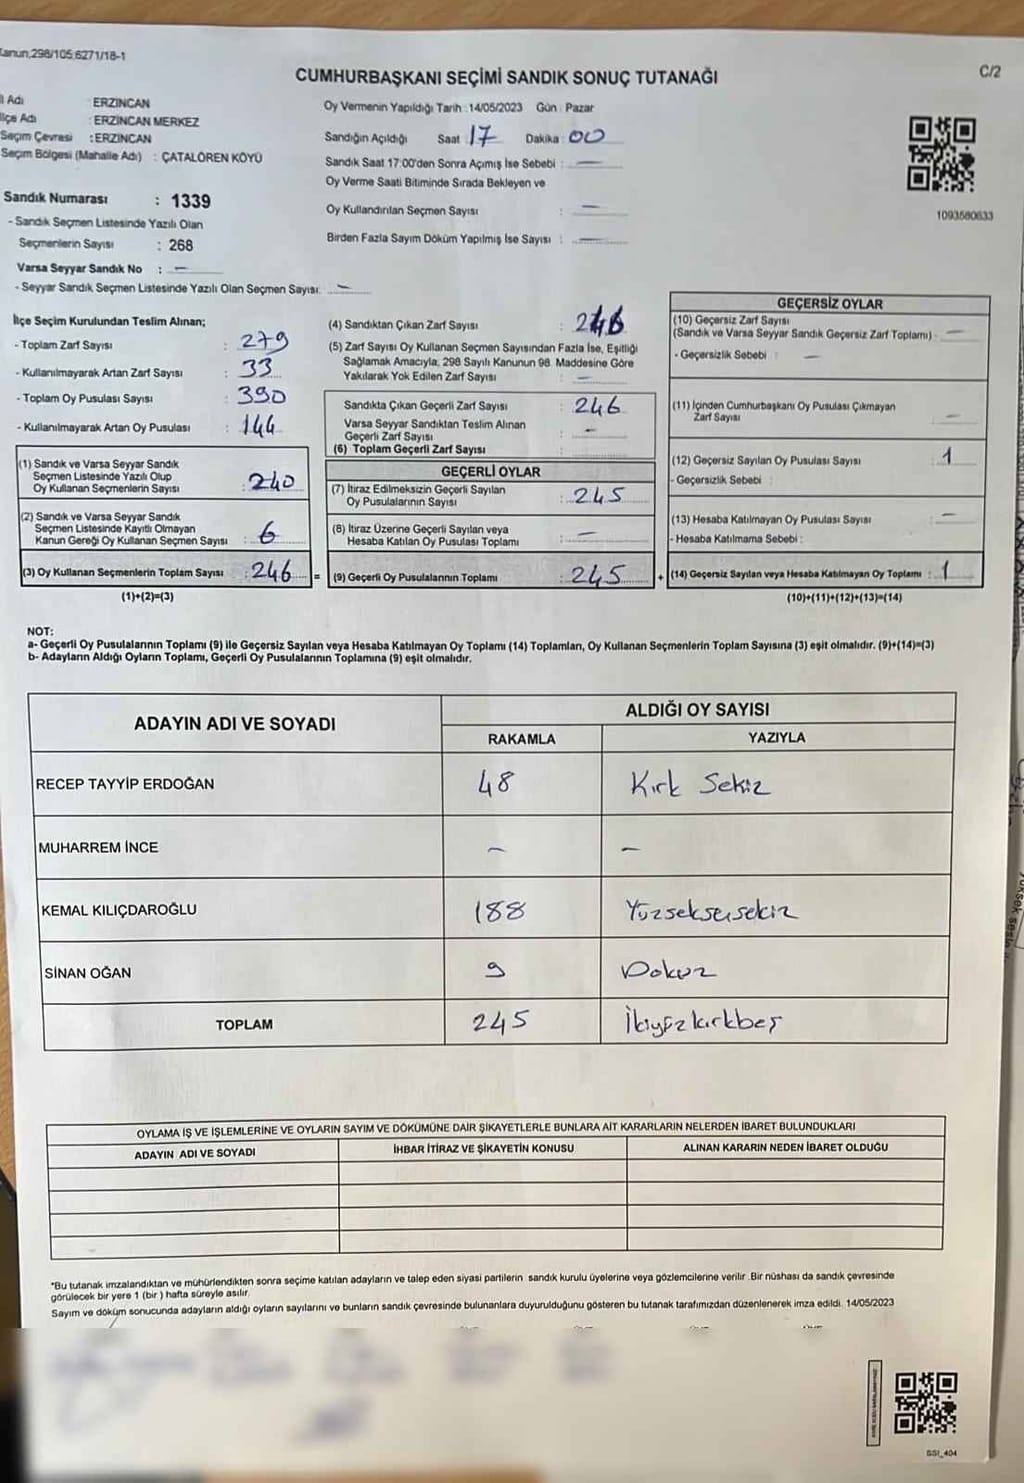 Kanun,298/105:6271/18-1
CUMHURBAŞKANI SEÇİMİ SANDIK SONUÇ TUTANAĞI
C/2
İl Adı : ERZİNCAN
İlçe Adı : ERZİNCAN MERKEZ
Seçim Çevresi : ERZİNCAN
Seçim Bölgesi (Mahalle Adı) : ÇATALÖREN KÖYÜ
Sandık Numarası : 1339
- Sandık Seçmen Listesinde Yazılı Olan
Seçmenlerin Sayısı : 268
Varsa Seyyar Sandık No : —
- Seyyar Sandık Seçmen Listesinde Yazılı Olan Seçmen Sayısı: —
Oy Vermenin Yapıldığı Tarih : 14/05/2023 Gün : Pazar
Sandığın Açıldığı Saat 17 Dakika : 00
Sandık Saat 17:00'den Sonra Açımış İse Sebebi : —
Oy Verme Saati Bitiminde Sırada Bekleyen ve
Oy Kullandırılan Seçmen Sayısı : —
Birden Fazla Sayım Döküm Yapılmış İse Sayısı : —
1093580633
İlçe Seçim Kurulundan Teslim Alınan;
- Toplam Zarf Sayısı : 279
- Kullanılmayarak Artan Zarf Sayısı : 33
- Toplam Oy Pusulası Sayısı : 390
- Kullanılmayarak Artan Oy Pusulası : 144
(1) Sandık ve Varsa Seyyar Sandık
Seçmen Listesinde Yazılı Olup
Oy Kullanan Seçmenlerin Sayısı : 240
(2) Sandık ve Varsa Seyyar Sandık
Seçmen Listesinde Kayıtlı Olmayan
Kanun Gereği Oy Kullanan Seçmen Sayısı : 6
(3) Oy Kullanan Seçmenlerin Toplam Sayısı : 246
(1)+(2)=(3)
(4) Sandıktan Çıkan Zarf Sayısı : 246
(5) Zarf Sayısı Oy Kullanan Seçmen Sayısından Fazla İse, Eşitliği
Sağlamak Amacıyla, 298 Sayılı Kanunun 98. Maddesine Göre
Yakılarak Yok Edilen Zarf Sayısı : —
Sandıkta Çıkan Geçerli Zarf Sayısı : 246
Varsa Seyyar Sandıktan Teslim Alınan
Geçerli Zarf Sayısı : —
(6) Toplam Geçerli Zarf Sayısı :
GEÇERLİ OYLAR
(7) İtiraz Edilmeksizin Geçerli Sayılan
Oy Pusulalarının Sayısı : 245
(8) İtiraz Üzerine Geçerli Sayılan veya
Hesaba Katılan Oy Pusulası Toplamı : —
= (9) Geçerli Oy Pusulalarının Toplamı : 245
GEÇERSİZ OYLAR
(10) Geçersiz Zarf Sayısı
(Sandık ve Varsa Seyyar Sandık Geçersiz Zarf Toplamı) : —
- Geçersizlik Sebebi : —
(11) İçinden Cumhurbaşkanı Oy Pusulası Çıkmayan
Zarf Sayısı : —
(12) Geçersiz Sayılan Oy Pusulası Sayısı : 1
- Geçersizlik Sebebi :
(13) Hesaba Katılmayan Oy Pusulası Sayısı : —
- Hesaba Katılmama Sebebi :
+ (14) Geçersiz Sayılan veya Hesaba Katılmayan Oy Toplamı : 1
(10)+(11)+(12)+(13)=(14)
NOT:
a- Geçerli Oy Pusulalarının Toplamı (9) ile Geçersiz Sayılan veya Hesaba Katılmayan Oy Toplamı (14) Toplamları, Oy Kullanan Seçmenlerin Toplam Sayısına (3) eşit olmalıdır. (9)+(14)=(3)
b- Adayların Aldığı Oyların Toplamı, Geçerli Oy Pusulalarının Toplamına (9) eşit olmalıdır.
ADAYIN ADI VE SOYADI
ALDIĞI OY SAYISI
RAKAMLA YAZIYLA
RECEP TAYYİP ERDOĞAN 48 Kırk Sekiz
MUHARREM İNCE — —
KEMAL KILIÇDAROĞLU 188 Yüzseksensekiz
SİNAN OĞAN 9 Dokuz
TOPLAM 245 İkiyüzkırkbeş
OYLAMA İŞ VE İŞLEMLERİNE VE OYLARIN SAYIM VE DÖKÜMÜNE DAİR ŞİKAYETLERLE BUNLARA AİT KARARLARIN NELERDEN İBARET BULUNDUKLARI
ADAYIN ADI VE SOYADI İHBAR İTİRAZ VE ŞİKAYETİN KONUSU ALINAN KARARIN NEDEN İBARET OLDUĞU
*Bu tutanak imzalandıktan ve mühürlendikten sonra seçime katılan adayların ve talep eden siyasi partilerin sandık kurulu üyelerine veya gözlemcilerine verilir .Bir nüshası da sandık çevresinde
görülecek bir yere 1 (bir ) hafta süreyle asılır.
Sayım ve döküm sonucunda adayların aldığı oyların sayılarını ve bunların sandık çevresinde bulunanlara duyurulduğunu gösteren bu tutanak tarafımızdan düzenlenerek imza edildi. 14/05/2023
SSI_404